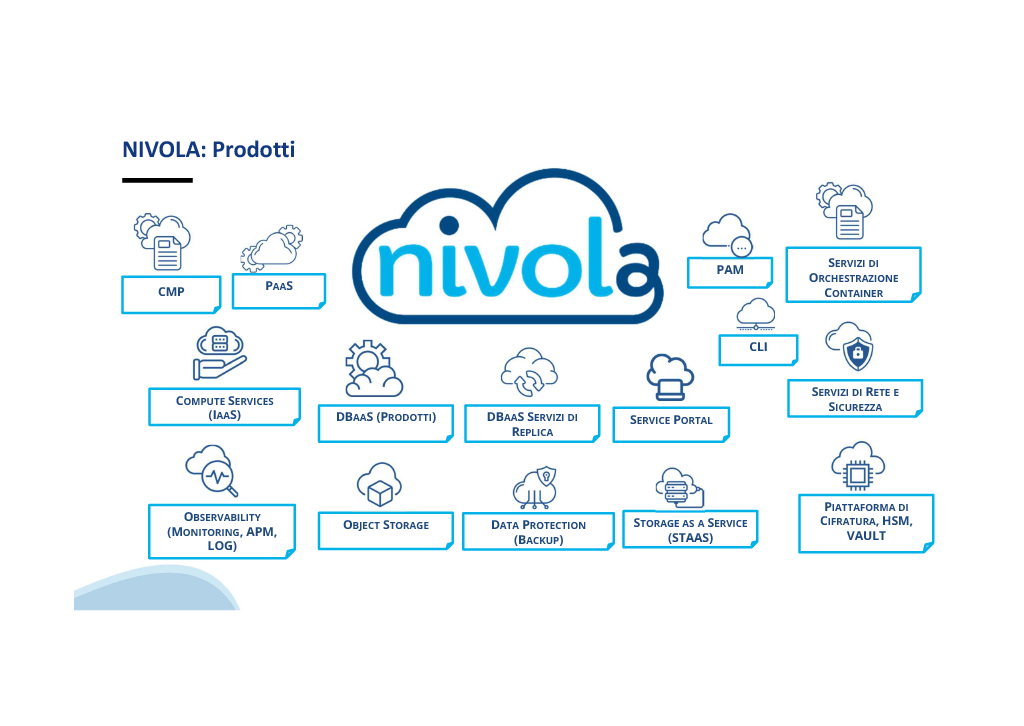 NIVOLA: Prodotti
nivola
CMP
PaaS
PAM
Servizi di
Orchestrazione
Container
CLI
Compute Services
(IaaS)
DBaaS (Prodotti)
DBaaS Servizi di
Replica
Service Portal
Servizi di Rete e
Sicurezza
Observability
(Monitoring, APM,
LOG)
Object Storage
Data Protection
(Backup)
Storage as a Service
(STAAS)
Piattaforma di
Cifratura, HSM,
VAULT